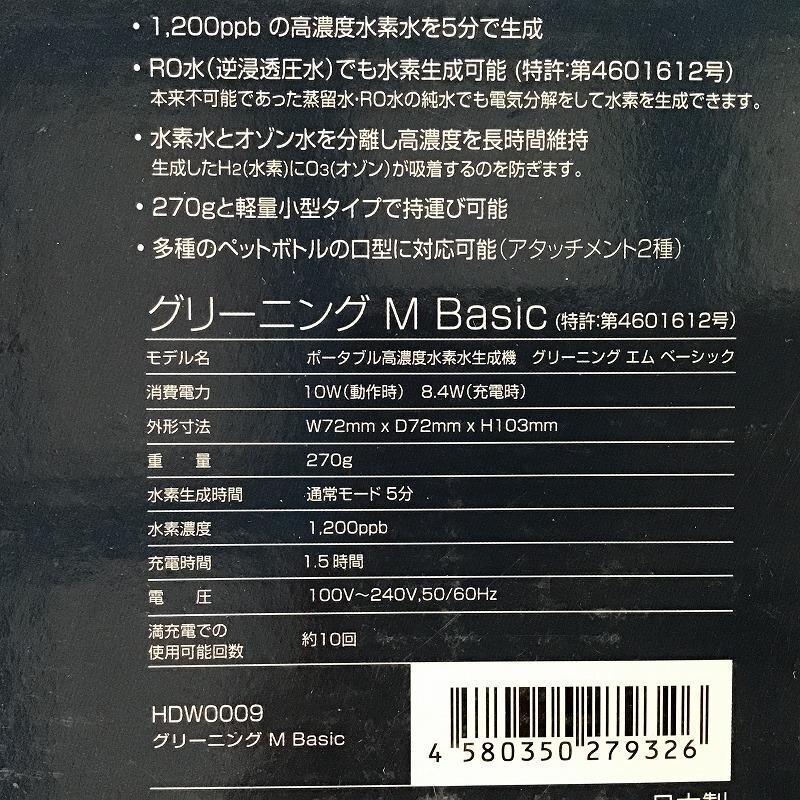 ・1,200ppb の高濃度水素水を5分で生成
・RO水(逆浸透圧水)でも水素生成可能 (特許:第4601612号)
本来不可能であった蒸留水・RO水の純水でも電気分解をして水素を生成できます。
・水素水とオゾン水を分離し高濃度を長時間維持
生成したH2(水素)にO3(オゾン)が吸着するのを防ぎます。
・270gと軽量小型タイプで持運び可能
・多種のペットボトルの口型に対応可能(アタッチメント2種)
グリーニング M Basic (特許:第4601612号)
モデル名 ポータブル高濃度水素水生成機 グリーニング エム ベーシック
消費電力 10W(動作時) 8.4W(充電時)
外形寸法 W72mm x D72mm x H103mm
重 量 270g
水素生成時間 通常モード 5分
水素濃度 1,200ppb
充電時間 1.5時間
電 圧 100V〜240V,50/60Hz
満充電での
使用可能回数 約10回
HDW0009
グリーニング M Basic
4 580350 279326
日本製